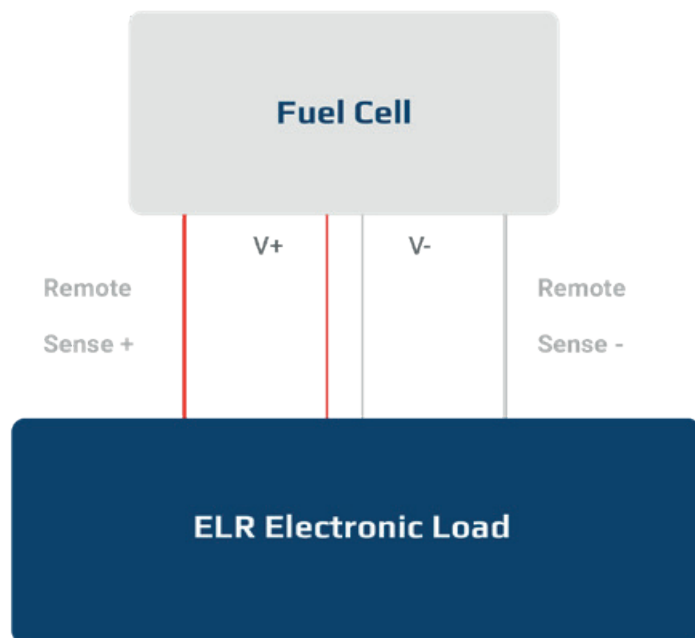 Fuel Cell
V+
V-
Remote
Sense +
Remote
Sense -
ELR Electronic Load